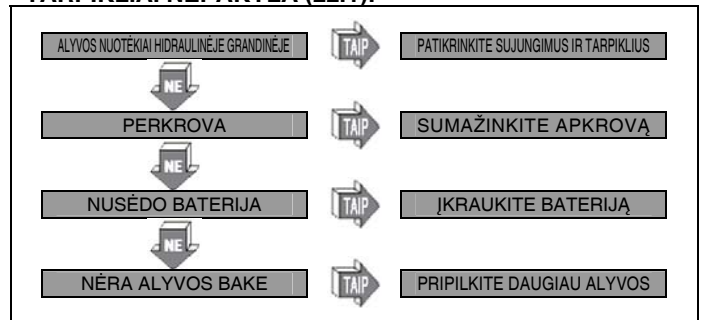 ALYVOS NUOTĖKIAI HIDRAULINĖJE GRANDINĖJE TAIP PATIKRINKITE SUJUNGIMUS IR TARPIKLIUS
NE
PERKROVA TAIP SUMAŽINKITE APKROVĄ
NE
NUSĖDO BATERIJA TAIP ĮKRAUKITE BATERIJĄ
NE
NĖRA ALYVOS BAKE TAIP PRIPILKITE DAUGIAU ALYVOS